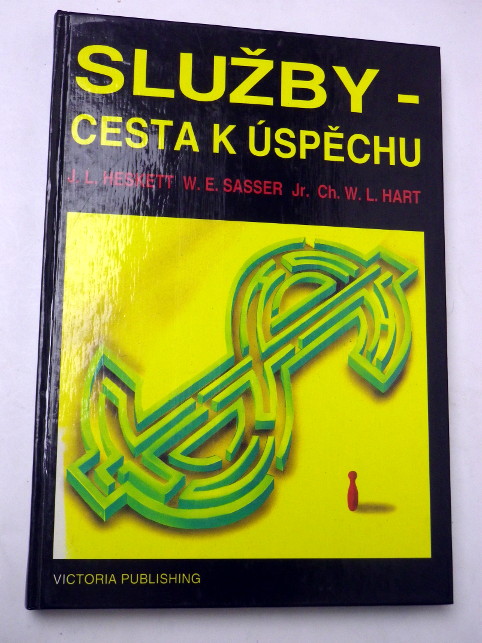 SLUŽBY -
CESTA K ÚSPĚCHU
J. L. HESKETT W. E. SASSER Jr. Ch. W. L. HART
VICTORIA PUBLISHING